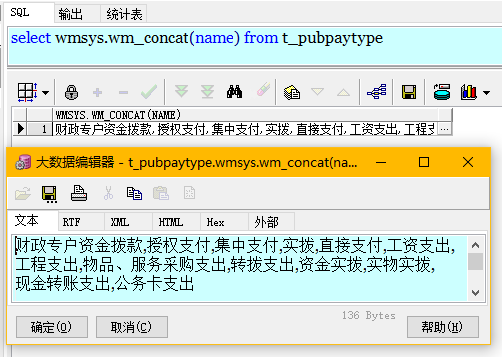 SQL 输出 统计表
select wmsys.wm_concat(name) from t_pubpaytype
WMSYS.WM_CONCAT(NAME)
1 财政专户资金拨款,授权支付,集中支付,实拨,直接支付,工资支出,工程支 ...
大数据编辑器 - t_pubpaytype.wmsys.wm_concat(na...
文本 RTF XML HTML Hex 外部
财政专户资金拨款,授权支付,集中支付,实拨,直接支付,工资支出,
工程支出,物品、服务采购支出,转拨支出,资金实拨,实物实拨,
现金转账支出,公务卡支出
136 Bytes
确定(O) 取消(C) 帮助(H)